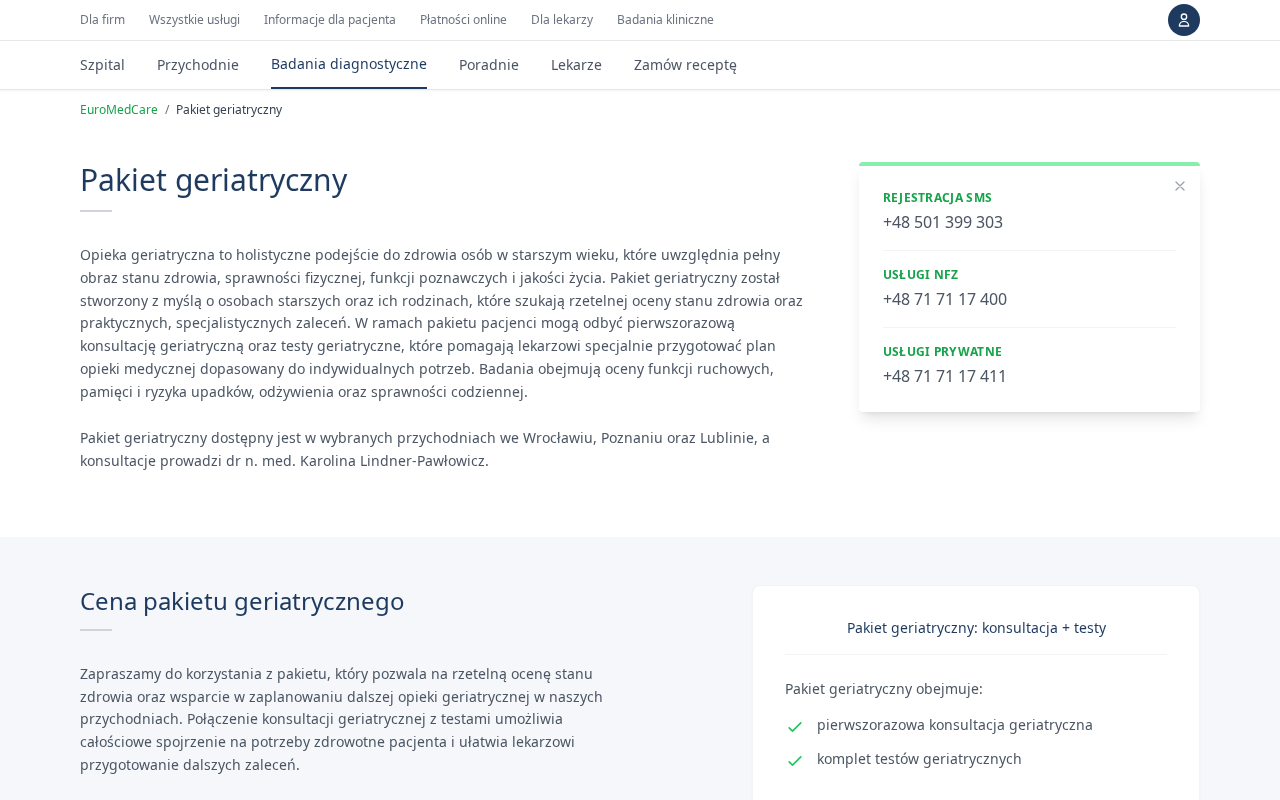 Dla firm Wszystkie usługi Informacje dla pacjenta Płatności online Dla lekarzy Badania kliniczne
Szpital Przychodnie Badania diagnostyczne Poradnie Lekarze Zamów receptę
EuroMedCare / Pakiet geriatryczny
Pakiet geriatryczny
Opieka geriatryczna to holistyczne podejście do zdrowia osób w starszym wieku, które uwzględnia pełny
obraz stanu zdrowia, sprawności fizycznej, funkcji poznawczych i jakości życia. Pakiet geriatryczny został
stworzony z myślą o osobach starszych oraz ich rodzinach, które szukają rzetelnej oceny stanu zdrowia oraz
praktycznych, specjalistycznych zaleceń. W ramach pakietu pacjenci mogą odbyć pierwszorazową
konsultację geriatryczną oraz testy geriatryczne, które pomagają lekarzowi specjalnie przygotować plan
opieki medycznej dopasowany do indywidualnych potrzeb. Badania obejmują oceny funkcji ruchowych,
pamięci i ryzyka upadków, odżywienia oraz sprawności codziennej.
Pakiet geriatryczny dostępny jest w wybranych przychodniach we Wrocławiu, Poznaniu oraz Lublinie, a
konsultacje prowadzi dr n. med. Karolina Lindner-Pawłowicz.
REJESTRACJA SMS
+48 501 399 303
USŁUGI NFZ
+48 71 71 17 400
USŁUGI PRYWATNE
+48 71 71 17 411
Cena pakietu geriatrycznego
Zapraszamy do korzystania z pakietu, który pozwala na rzetelną ocenę stanu
zdrowia oraz wsparcie w zaplanowaniu dalszej opieki geriatrycznej w naszych
przychodniach. Połączenie konsultacji geriatrycznej z testami umożliwia
całościowe spojrzenie na potrzeby zdrowotne pacjenta i ułatwia lekarzowi
przygotowanie dalszych zaleceń.
Pakiet geriatryczny: konsultacja + testy
Pakiet geriatryczny obejmuje:
pierwszorazowa konsultacja geriatryczna
komplet testów geriatrycznych